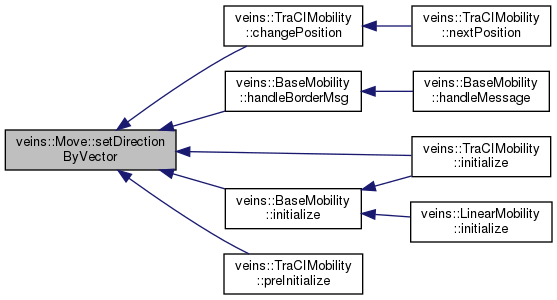 veins::Move::setDirection
ByVector
veins::TraCIMobility
::changePosition
veins::TraCIMobility
::nextPosition
veins::BaseMobility
::handleBorderMsg
veins::BaseMobility
::handleMessage
veins::TraCIMobility
::initialize
veins::BaseMobility
::initialize
veins::LinearMobility
::initialize
veins::TraCIMobility
::preInitialize